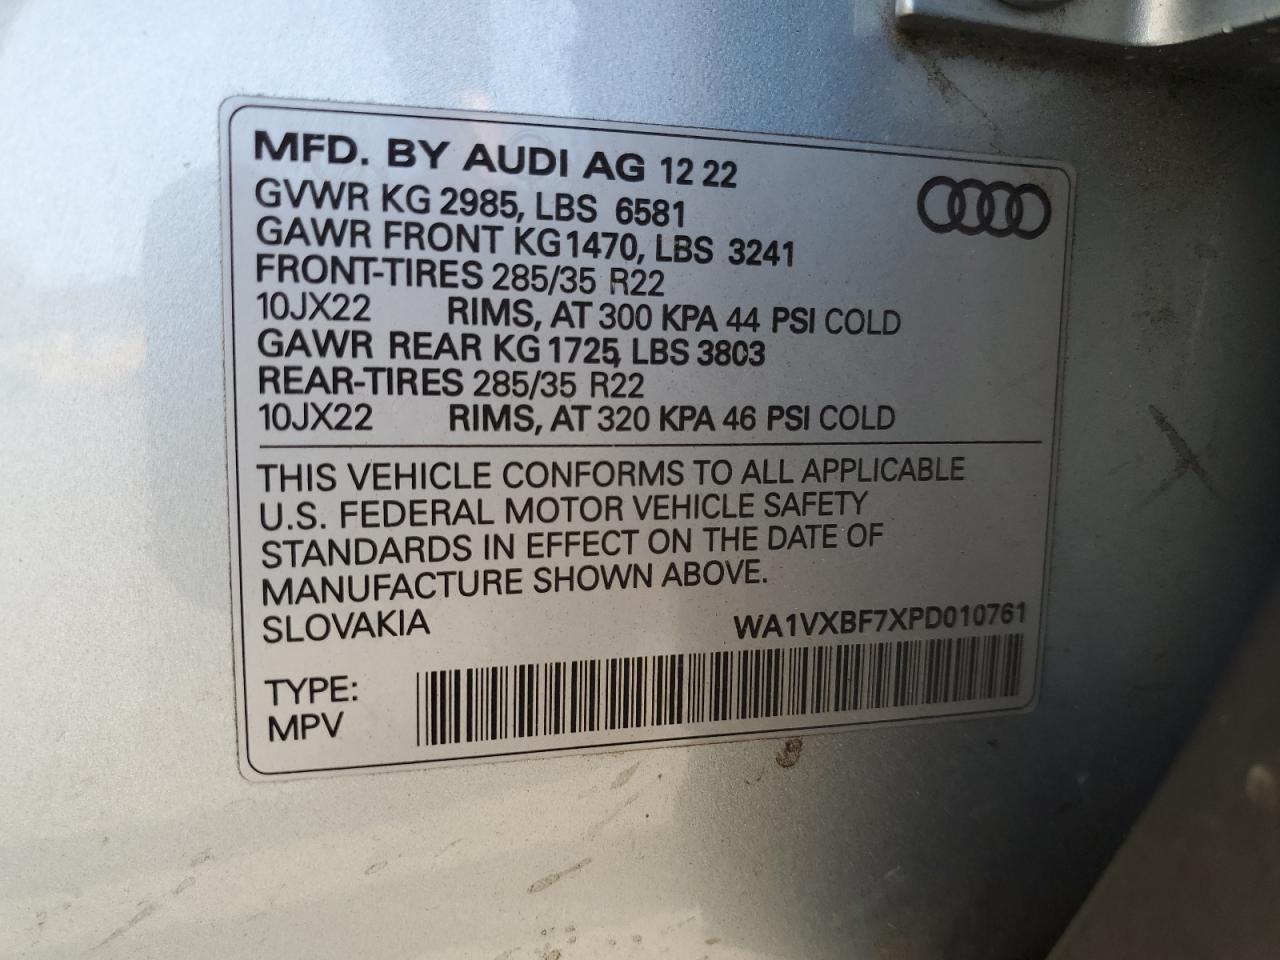 MFD. BY AUDI AG 12 22
GVWR KG 2985, LBS 6581
GAWR FRONT KG 1470, LBS 3241
FRONT-TIRES 285/35 R22
10JX22 RIMS, AT 300 KPA 44 PSI COLD
GAWR REAR KG 1725, LBS 3803
REAR-TIRES 285/35 R22
10JX22 RIMS, AT 320 KPA 46 PSI COLD
THIS VEHICLE CONFORMS TO ALL APPLICABLE
U.S. FEDERAL MOTOR VEHICLE SAFETY
STANDARDS IN EFFECT ON THE DATE OF
MANUFACTURE SHOWN ABOVE.
SLOVAKIA WA1VXBF7XPD010761
TYPE:
MPV